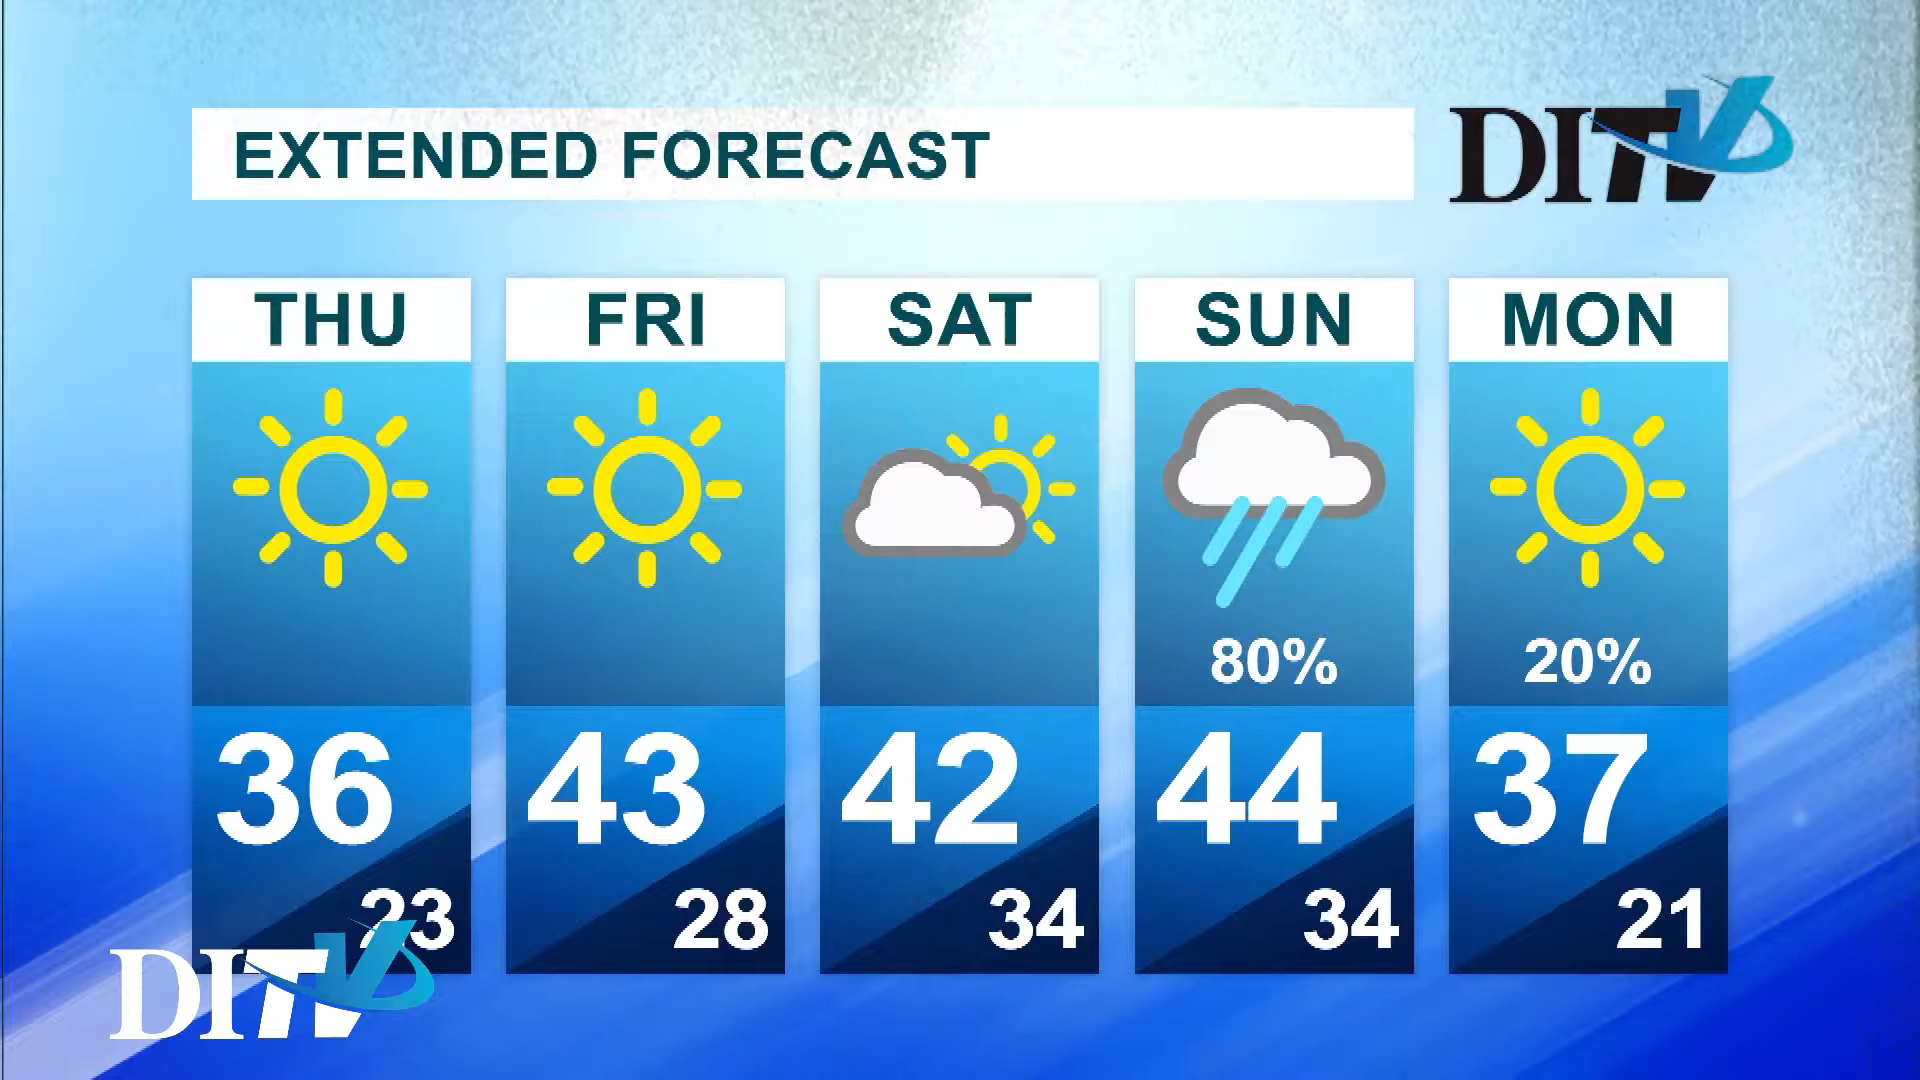 EXTENDED FORECAST
DITV
THU FRI SAT SUN MON
80% 20%
36 43 42 44 37
23 28 34 34 21
DITV